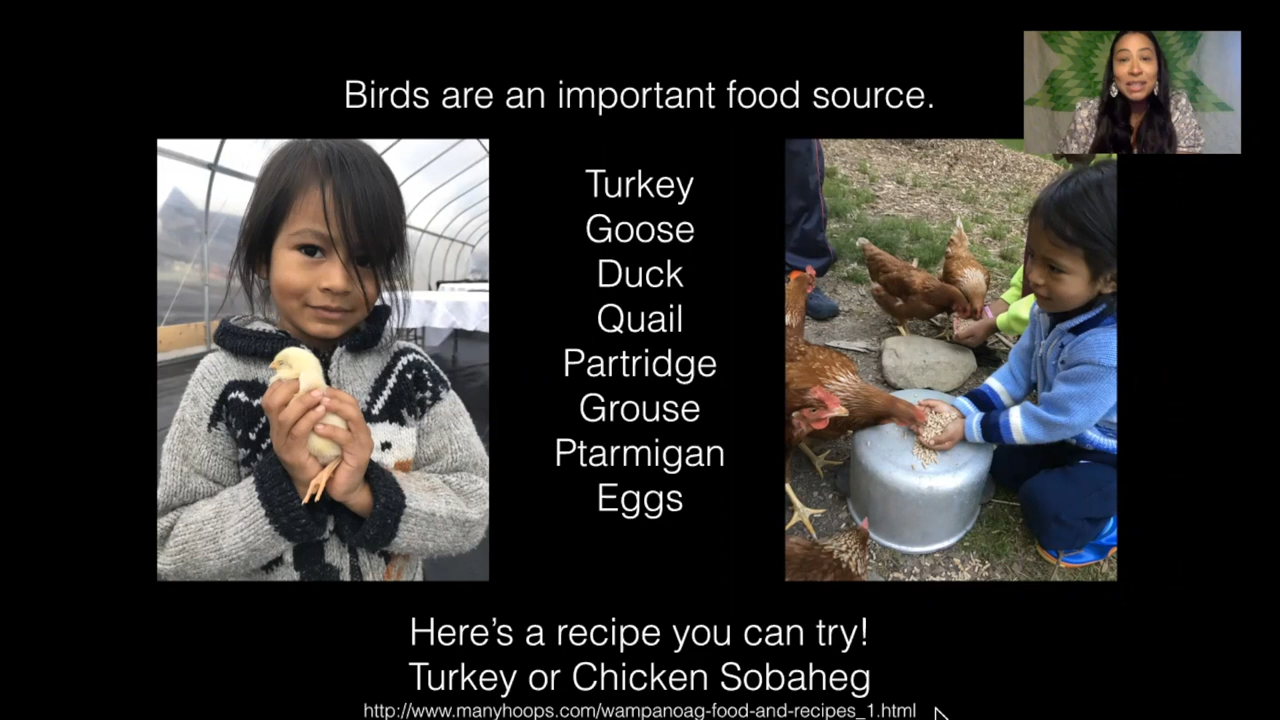 Birds are an important food source.
Turkey
Goose
Duck
Quail
Partridge
Grouse
Ptarmigan
Eggs
Here's a recipe you can try!
Turkey or Chicken Sobaheg
http://www.manyhoops.com/wampanoag-food-and-recipes_1.html